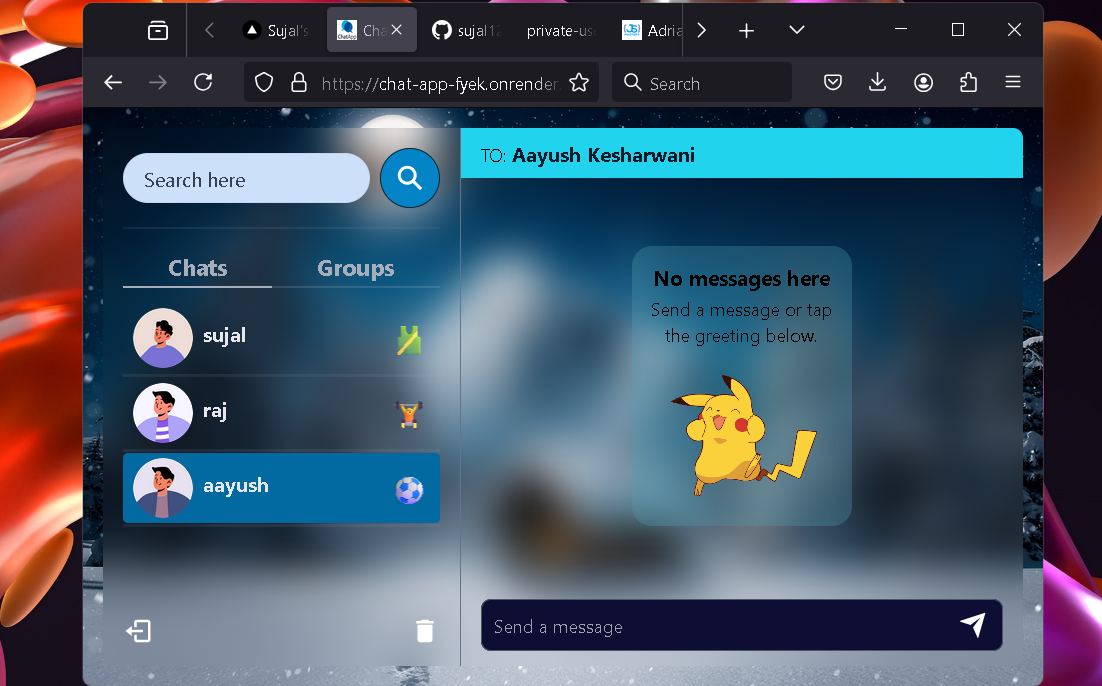 Sujal's
Cha
sujal12
private-use
Adria
https://chat-app-fyek.onrender.
Search
Search here
TO: Aayush Kesharwani
Chats
Groups
No messages here
Send a message or tap
the greeting below.
sujal
raj
aayush
Send a message